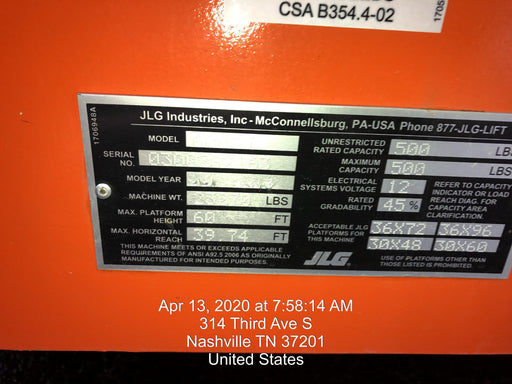 CSA B354.4-02
1706948A
JLG Industries, Inc - McConnellsburg, PA-USA Phone 877-JLG-LIFT
MODEL
SERIAL NO.
MODEL YEAR
MACHINE WT. LBS
MAX. PLATFORM HEIGHT 60 FT
MAX. HORIZONTAL REACH 39.74 FT
THIS MACHINE MEETS OR EXCEEDS APPLICABLE
REQUIREMENTS OF ANSI A92.5 2006 AS ORIGINALLY
MANUFACTURED FOR INTENDED PURPOSES.
UNRESTRICTED RATED CAPACITY 500 LBS
MAXIMUM CAPACITY 500 LBS
ELECTRICAL SYSTEMS VOLTAGE 12
RATED GRADABILITY 45%
REFER TO CAPACITY
INDICATOR OR LOAD
REACH DIAG. FOR
CAPACITY AREA
CLARIFICATION.
ACCEPTABLE JLG PLATFORMS FOR THIS MACHINE
36X72 36X96
30X48 30X60
JLG
USE OF PLATFORMS OTHER THAN
THOSE LISTED IS PROHIBITED.
Apr 13, 2020 at 7:58:14 AM
314 Third Ave S
Nashville TN 37201
United States